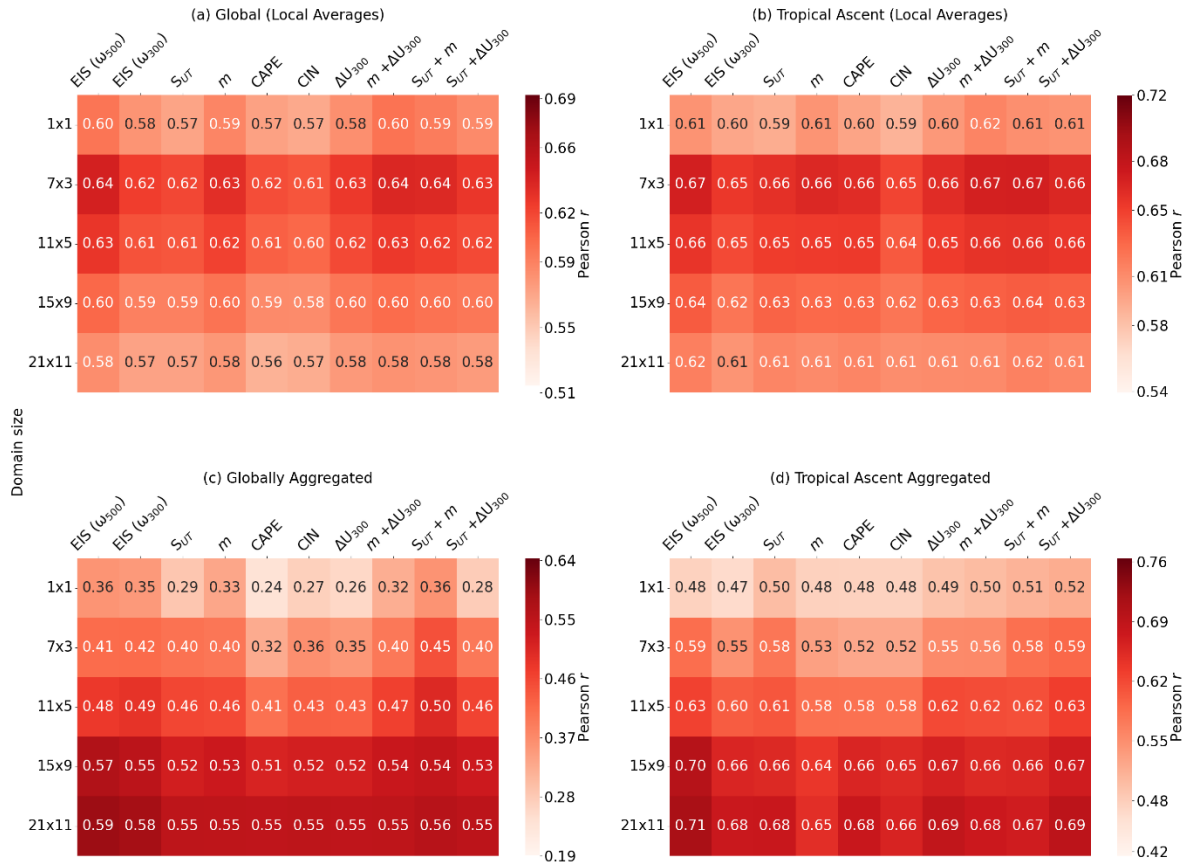 (a) Global (Local Averages)
EIS (ω500) EIS (ω300) SUT m CAPE CIN ΔU300 m +ΔU300 SUT + m SUT +ΔU300
1x1 0.60 0.58 0.57 0.59 0.57 0.57 0.58 0.60 0.59 0.59
7x3 0.64 0.62 0.62 0.63 0.62 0.61 0.63 0.64 0.64 0.63
11x5 0.63 0.61 0.61 0.62 0.61 0.60 0.62 0.63 0.62 0.62
15x9 0.60 0.59 0.59 0.60 0.59 0.58 0.60 0.60 0.60 0.60
21x11 0.58 0.57 0.57 0.58 0.56 0.57 0.58 0.58 0.58 0.58
0.69
0.66
0.62
0.59
0.55
0.51
Pearson r
(b) Tropical Ascent (Local Averages)
EIS (ω500) EIS (ω300) SUT m CAPE CIN ΔU300 m +ΔU300 SUT + m SUT +ΔU300
1x1 0.61 0.60 0.59 0.61 0.60 0.59 0.60 0.62 0.61 0.61
7x3 0.67 0.65 0.66 0.66 0.66 0.65 0.66 0.67 0.67 0.66
11x5 0.66 0.65 0.65 0.65 0.65 0.64 0.65 0.66 0.66 0.66
15x9 0.64 0.62 0.63 0.63 0.63 0.62 0.63 0.63 0.64 0.63
21x11 0.62 0.61 0.61 0.61 0.61 0.61 0.61 0.61 0.62 0.61
0.72
0.68
0.65
0.61
0.58
0.54
Pearson r
Domain size
(c) Globally Aggregated
EIS (ω500) EIS (ω300) SUT m CAPE CIN ΔU300 m +ΔU300 SUT + m SUT +ΔU300
1x1 0.36 0.35 0.29 0.33 0.24 0.27 0.26 0.32 0.36 0.28
7x3 0.41 0.42 0.40 0.40 0.32 0.36 0.35 0.40 0.45 0.40
11x5 0.48 0.49 0.46 0.46 0.41 0.43 0.43 0.47 0.50 0.46
15x9 0.57 0.55 0.52 0.53 0.51 0.52 0.52 0.54 0.54 0.53
21x11 0.59 0.58 0.55 0.55 0.55 0.55 0.55 0.55 0.56 0.55
0.64
0.55
0.46
0.37
0.28
0.19
Pearson r
(d) Tropical Ascent Aggregated
EIS (ω500) EIS (ω300) SUT m CAPE CIN ΔU300 m +ΔU300 SUT + m SUT +ΔU300
1x1 0.48 0.47 0.50 0.48 0.48 0.48 0.49 0.50 0.51 0.52
7x3 0.59 0.55 0.58 0.53 0.52 0.52 0.55 0.56 0.58 0.59
11x5 0.63 0.60 0.61 0.58 0.58 0.58 0.62 0.62 0.62 0.63
15x9 0.70 0.66 0.66 0.64 0.66 0.65 0.67 0.66 0.66 0.67
21x11 0.71 0.68 0.68 0.65 0.68 0.66 0.69 0.68 0.67 0.69
0.76
0.69
0.62
0.55
0.48
0.42
Pearson r